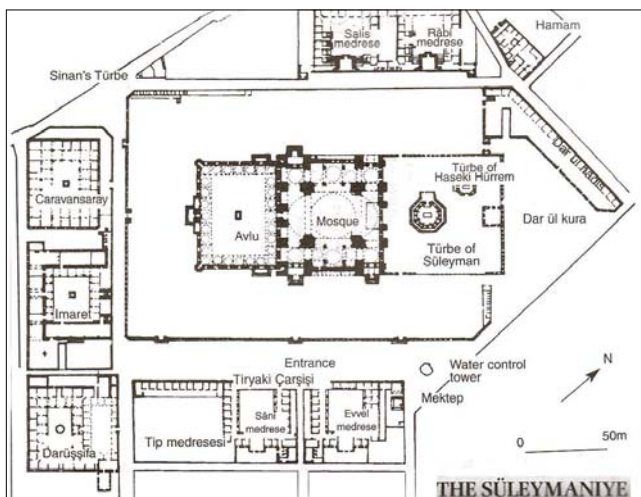 Salis
medrese
Râbi
medrese
Hamam
Sinan's Türbe
Caravansaray
Avlu
Mosque
Türbe of
Haseki Hürrem
Türbe of
Süleyman
Dar ül hadis
Dar ül kura
Imaret
Entrance
Tiryaki Çarşişi
Water control
tower
Mektep
N
Darüşşifa
Tip medresesi
Sâni
medrese
Evvel
medrese
0 50m
THE SÜLEYMANIYE